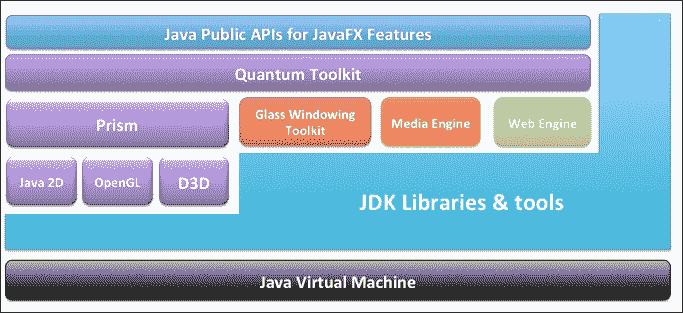 Java Public APIs for JavaFX Features
Quantum Toolkit
Prism
Glass Windowing
Toolkit
Media Engine
Web Engine
Java 2D
OpenGL
D3D
JDK Libraries & tools
Java Virtual Machine